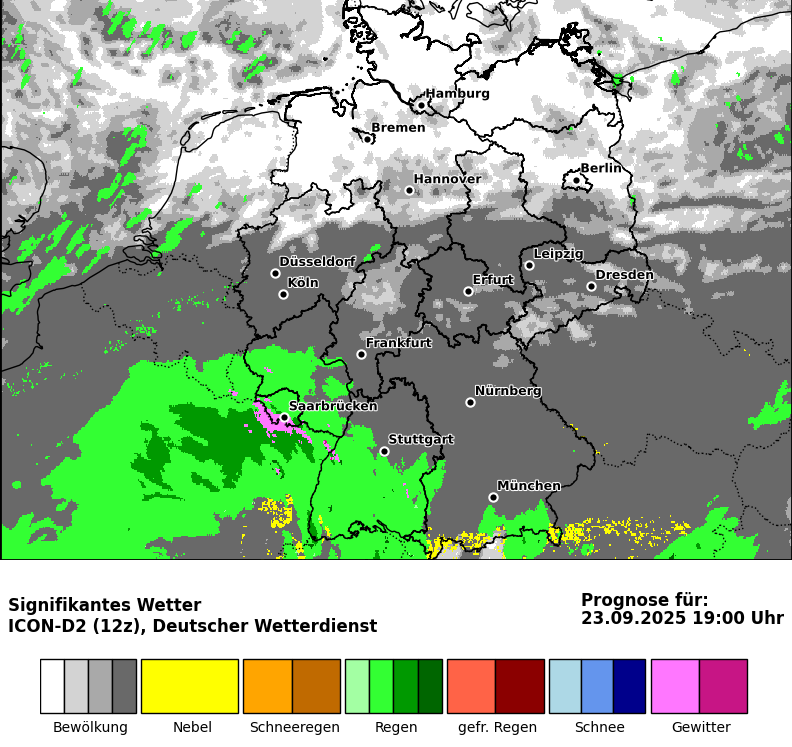 Hamburg
Bremen
Berlin
Hannover
Leipzig
Düsseldorf
Dresden
Köln
Erfurt
Frankfurt
Nürnberg
Saarbrücken
Stuttgart
München
Signifikantes Wetter
ICON-D2 (12z), Deutscher Wetterdienst
Prognose für:
23.09.2025 19:00 Uhr
Bewölkung Nebel Schneeregen Regen gefr. Regen Schnee Gewitter